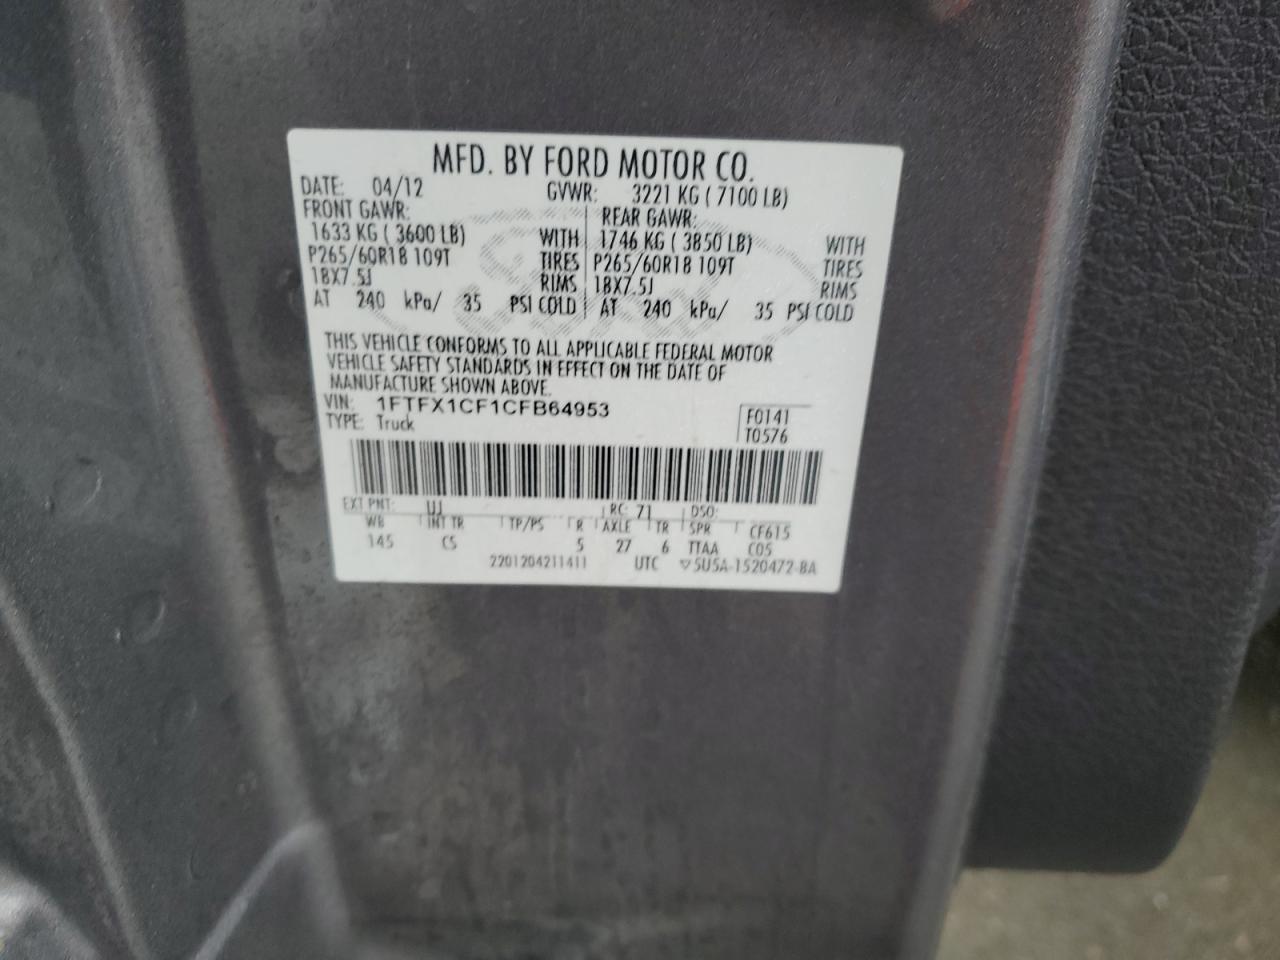 MFD. BY FORD MOTOR CO.
DATE: 04/12 GVWR: 3221 KG ( 7100 LB)
FRONT GAWR: REAR GAWR:
1633 KG ( 3600 LB) WITH 1746 KG ( 3850 LB) WITH
P265/60R18 109T TIRES P265/60R18 109T TIRES
18X7.5J RIMS 18X7.5J RIMS
AT 240 kPa/ 35 PSI COLD AT 240 kPa/ 35 PSI COLD
THIS VEHICLE CONFORMS TO ALL APPLICABLE FEDERAL MOTOR
VEHICLE SAFETY STANDARDS IN EFFECT ON THE DATE OF
MANUFACTURE SHOWN ABOVE.
VIN: 1FTFX1CF1CFB64953 F0141
TYPE: Truck T0576
EXT PNT: UJ RC: 71 DSO:
WB INT TR TP/PS R AXLE TR SPR CF615
145 CS 5 27 6 TTAA C05
2201204211411 UTC ▽5U5A-1520472-BA